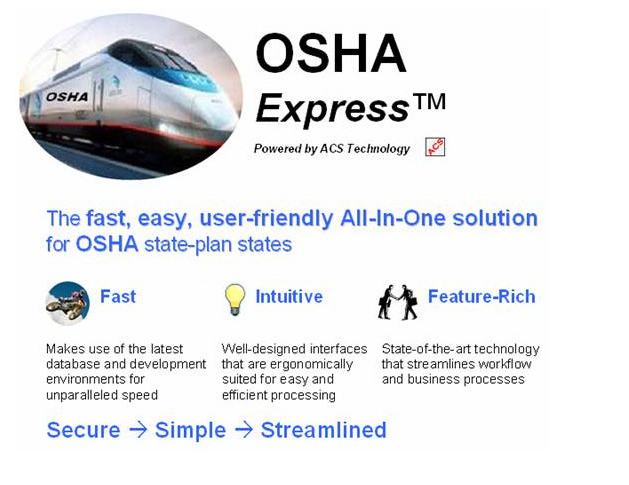 OSHA
OSHA
Express™
Powered by ACS Technology
ACS
The fast, easy, user-friendly All-In-One solution
for OSHA state-plan states
Fast
Intuitive
Feature-Rich
Makes use of the latest
database and development
environments for
unparalleled speed
Well-designed interfaces
that are ergonomically
suited for easy and
efficient processing
State-of-the-art technology
that streamlines workflow
and business processes
Secure → Simple → Streamlined